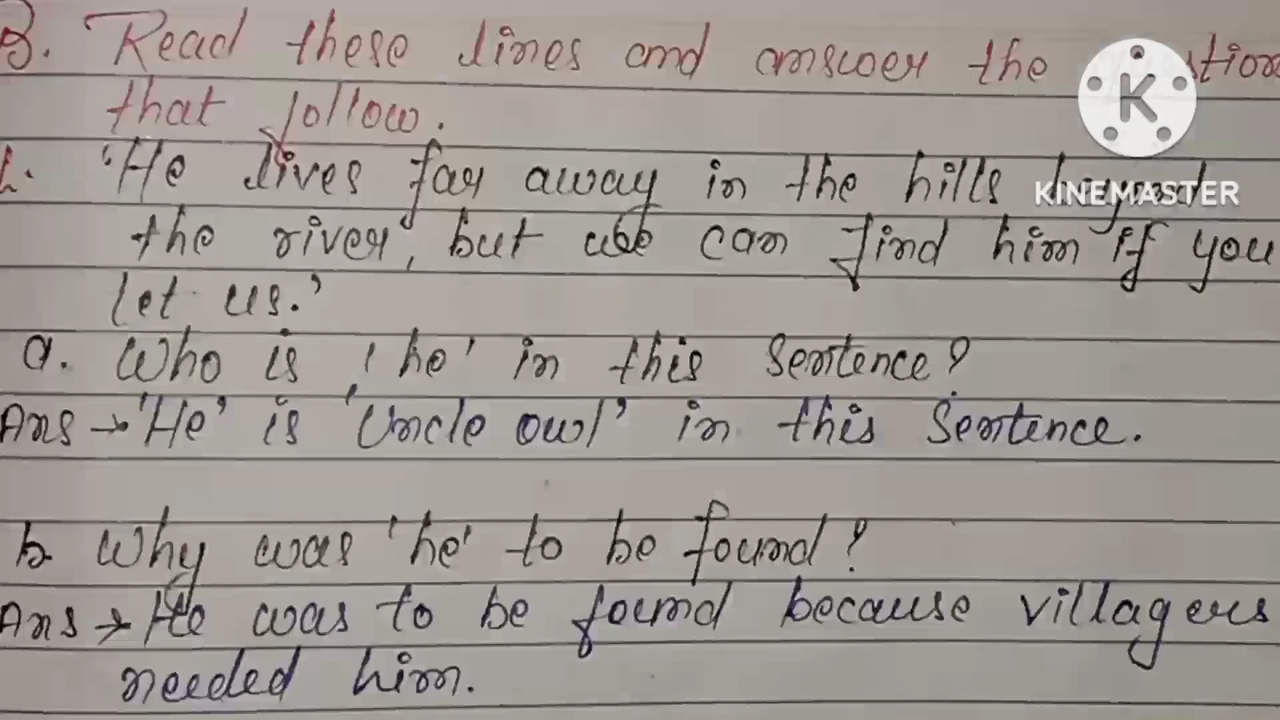 B. Read these lines and answer the
that follow.
1. 'He lives far away in the hills beyond
the river', but we can find him if you
let us.'
a. Who is 'he' in this Sentence?
Ans → 'He' is 'Uncle owl' in this Sentence.
b. Why was 'he' to be found?
Ans → He was to be found because villagers
needed him.
K
KINEMASTER